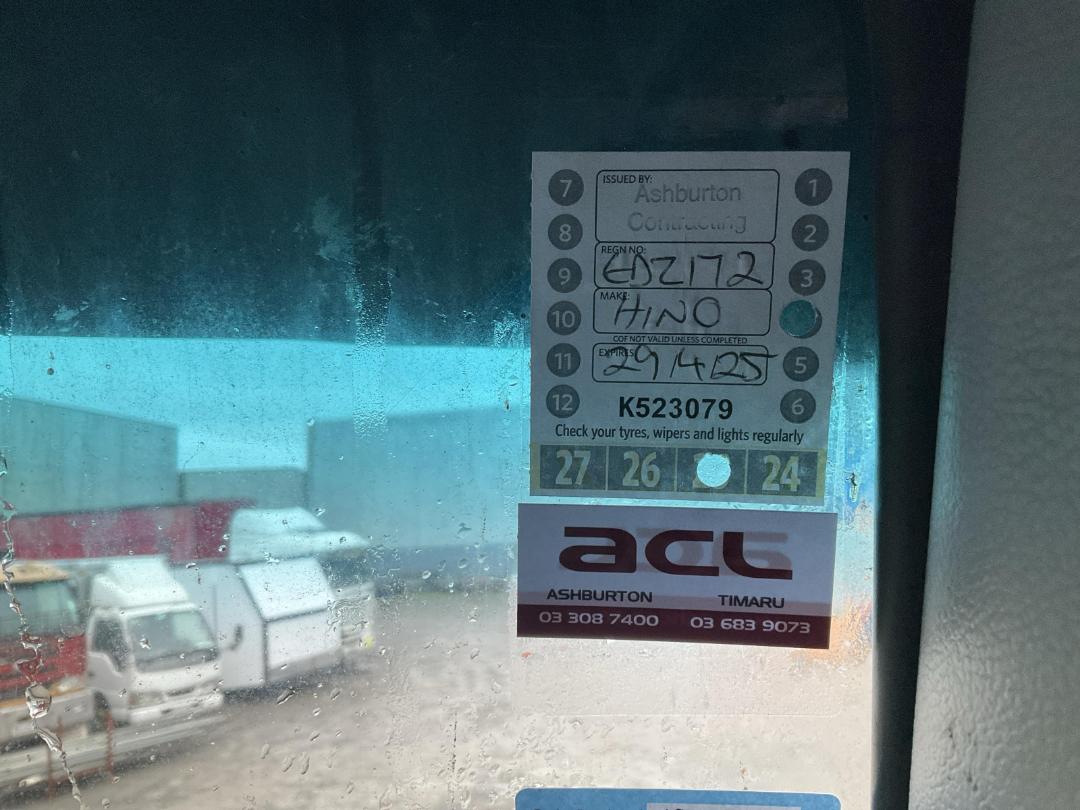 7
8
9
10
11
12
ISSUED BY:
Ashburton
Contracting
REGN NO:
EDZ172
MAKE:
HINO
COF NOT VALID UNLESS COMPLETED
EXPIRES:
29/4/25
K523079
1
2
3
5
6
Check your tyres, wipers and lights regularly
27 26 24
acl
ASHBURTON TIMARU
03 308 7400 03 683 9073